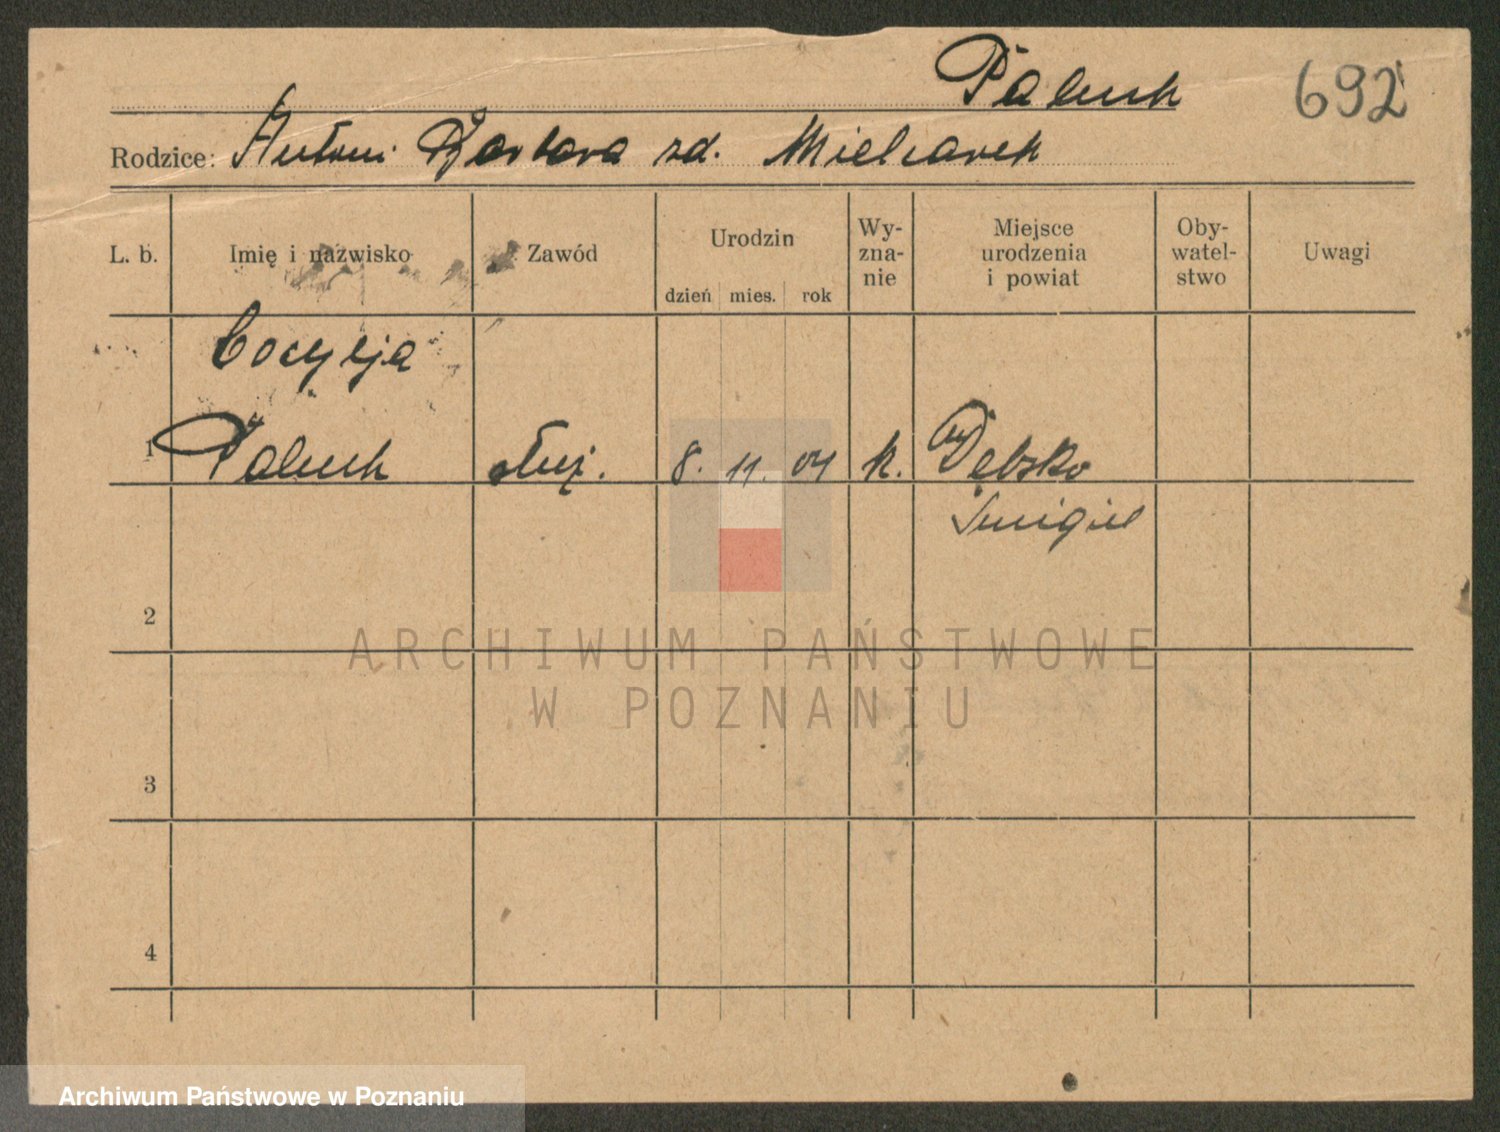 Paluch 692
Rodzice: Antoni Barbara zd. Mielcarek
L. b. Imię i nazwisko Zawód Urodzin dzień mies. rok Wy-zna-nie Miejsce urodzenia i powiat Oby-watel-stwo Uwagi
Cecylja
1 Paluch służ. 8. 11. 04 k. Dębsko
Śmigiel
2
ARCHIWUM PAŃSTWOWE
W POZNANIU
3
4
Archiwum Państwowe w Poznaniu